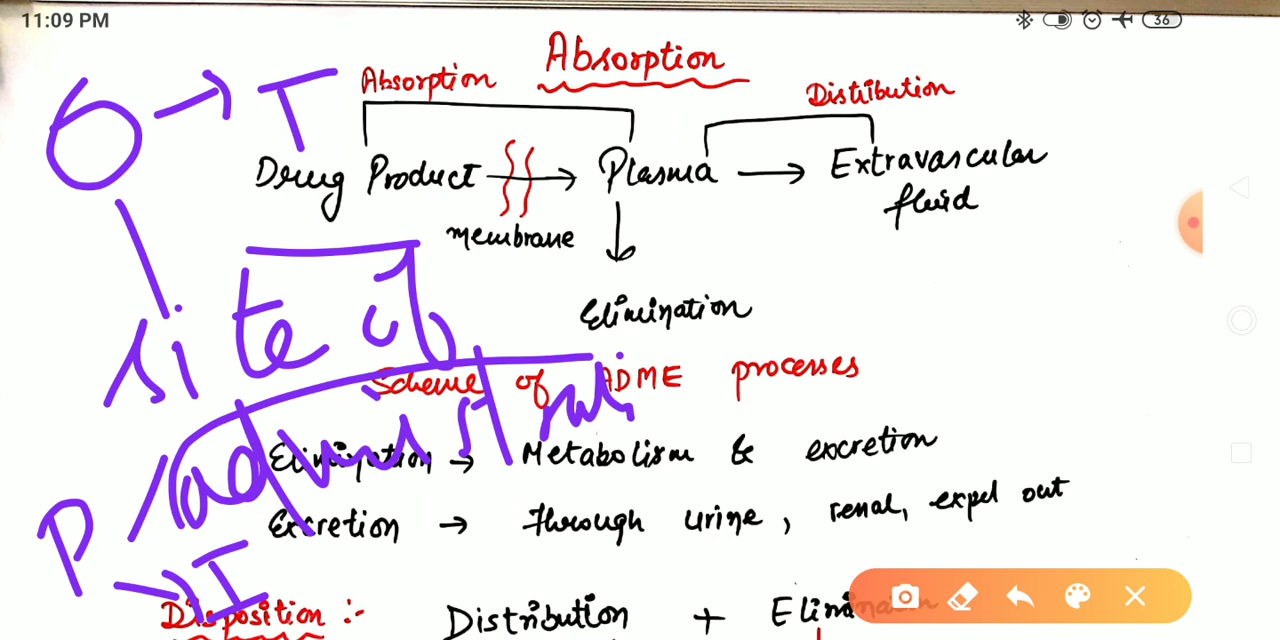 11:09 PM
36
Absorption
Absorption
Distribution
O → T
Drug Product → Plasma → Extravascular fluid
membrane
↓
Elimination
site of
Scheme of ADME processes
Elimination → Metabolism & excretion
P
Excretion → through urine, renal, expel out
→ I
Disposition :- Distribution + Elimination